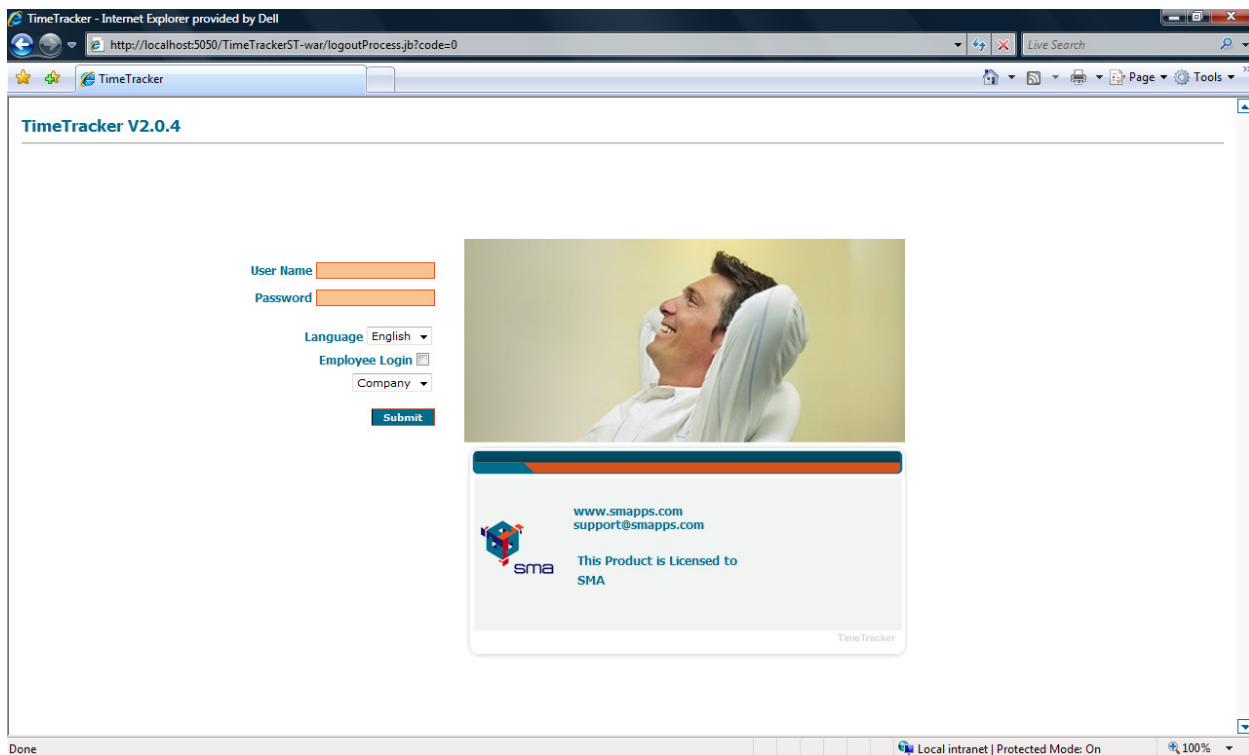 TimeTracker - Internet Explorer provided by Dell
http://localhost:5050/TimeTrackerST-war/logoutProcess.jb?code=0
Live Search
TimeTracker
Page
Tools
TimeTracker V2.0.4
User Name
Password
Language English
Employee Login
Company
Submit
www.smapps.com
support@smapps.com
This Product is Licensed to
SMA
sma
TimeTracker
Done
Local intranet | Protected Mode: On
100%